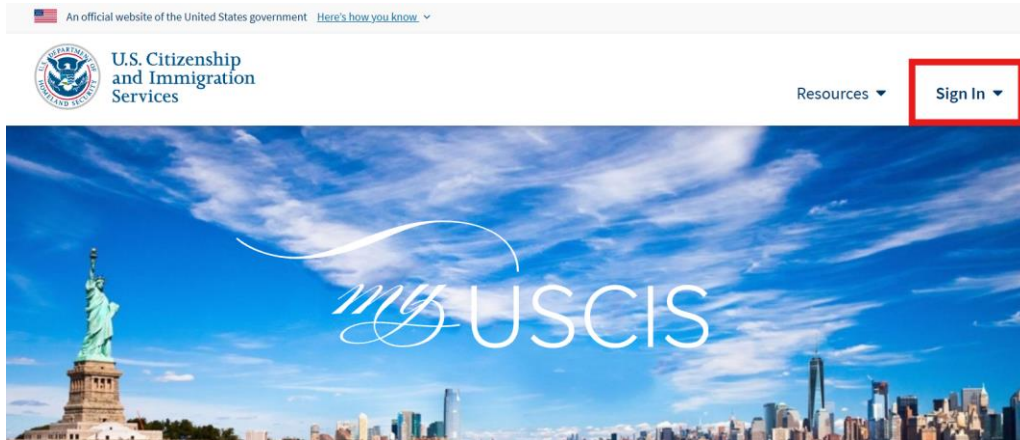 An official website of the United States government Here's how you know
U.S. Citizenship
and Immigration
Services
Resources
Sign In
my USCIS